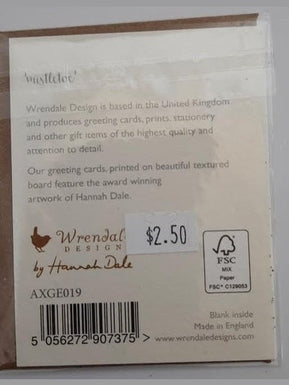 'mistletoe'
Wrendale Design is based in the United Kingdom
and produces greeting cards, prints, stationery
and other gift items of the highest quality and
attention to detail.
Our greeting cards, printed on beautiful textured
board feature the award winning
artwork of Hannah Dale.
Wrendale
DESIGNS
by Hannah Dale
$2.50
FSC
MIX
Paper
FSC® C129053
AXGE019
5 056272 907375 >
Blank inside
Made in England
wrendaledesigns.com